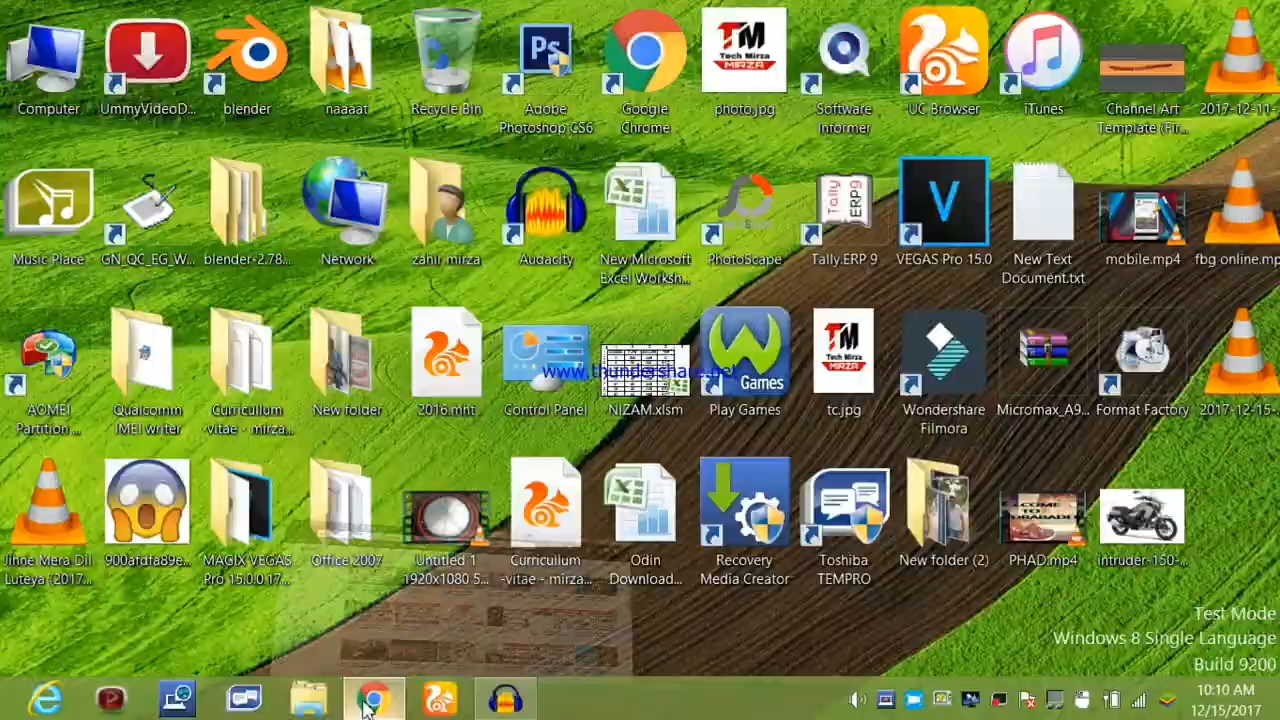 Computer
UmmyVideoD...
blender
naaaat
Recycle Bin
Ps
Adobe
Photoshop CS6
Google
Chrome
TM
Tech Mirza
MIRZA
photo.jpg
Software
Informer
UC Browser
iTunes
Channel Art
Template (Fir...
2017-12-11-
Music Place
GN_QC_EG_W...
blender-2.78...
Network
zahir mirza
Audacity
New Microsoft
Excel Worksh...
PhotoScape
Tally
ERP9
Tally.ERP 9
V
VEGAS Pro 15.0
New Text
Document.txt
mobile.mp4
fbg online.mp
AOMEI
Partition ...
Qualcomm
IMEI writer
Curricullum
-vitae - mirza...
New folder
2016.mht
Control Panel
www.thundershare.net
NIZAM.xlsm
Games
Play Games
TM
Tech Mirza
MIRZA
tc.jpg
Wondershare
Filmora
Micromax_A9...
Format Factory
2017-12-15-
Jihne Mera Dil
Luteya (2017...
900afdfa89e...
MAGIX VEGAS
Pro 15.0.0.17...
Office 2007
Untitled 1
1920x1080 5...
Curricullum
-vitae - mirza...
Odin
Download...
Recovery
Media Creator
Toshiba
TEMPRO
New folder (2)
PHAD.mp4
intruder-150-...
Test Mode
Windows 8 Single Language
Build 9200
10:10 AM
12/15/2017